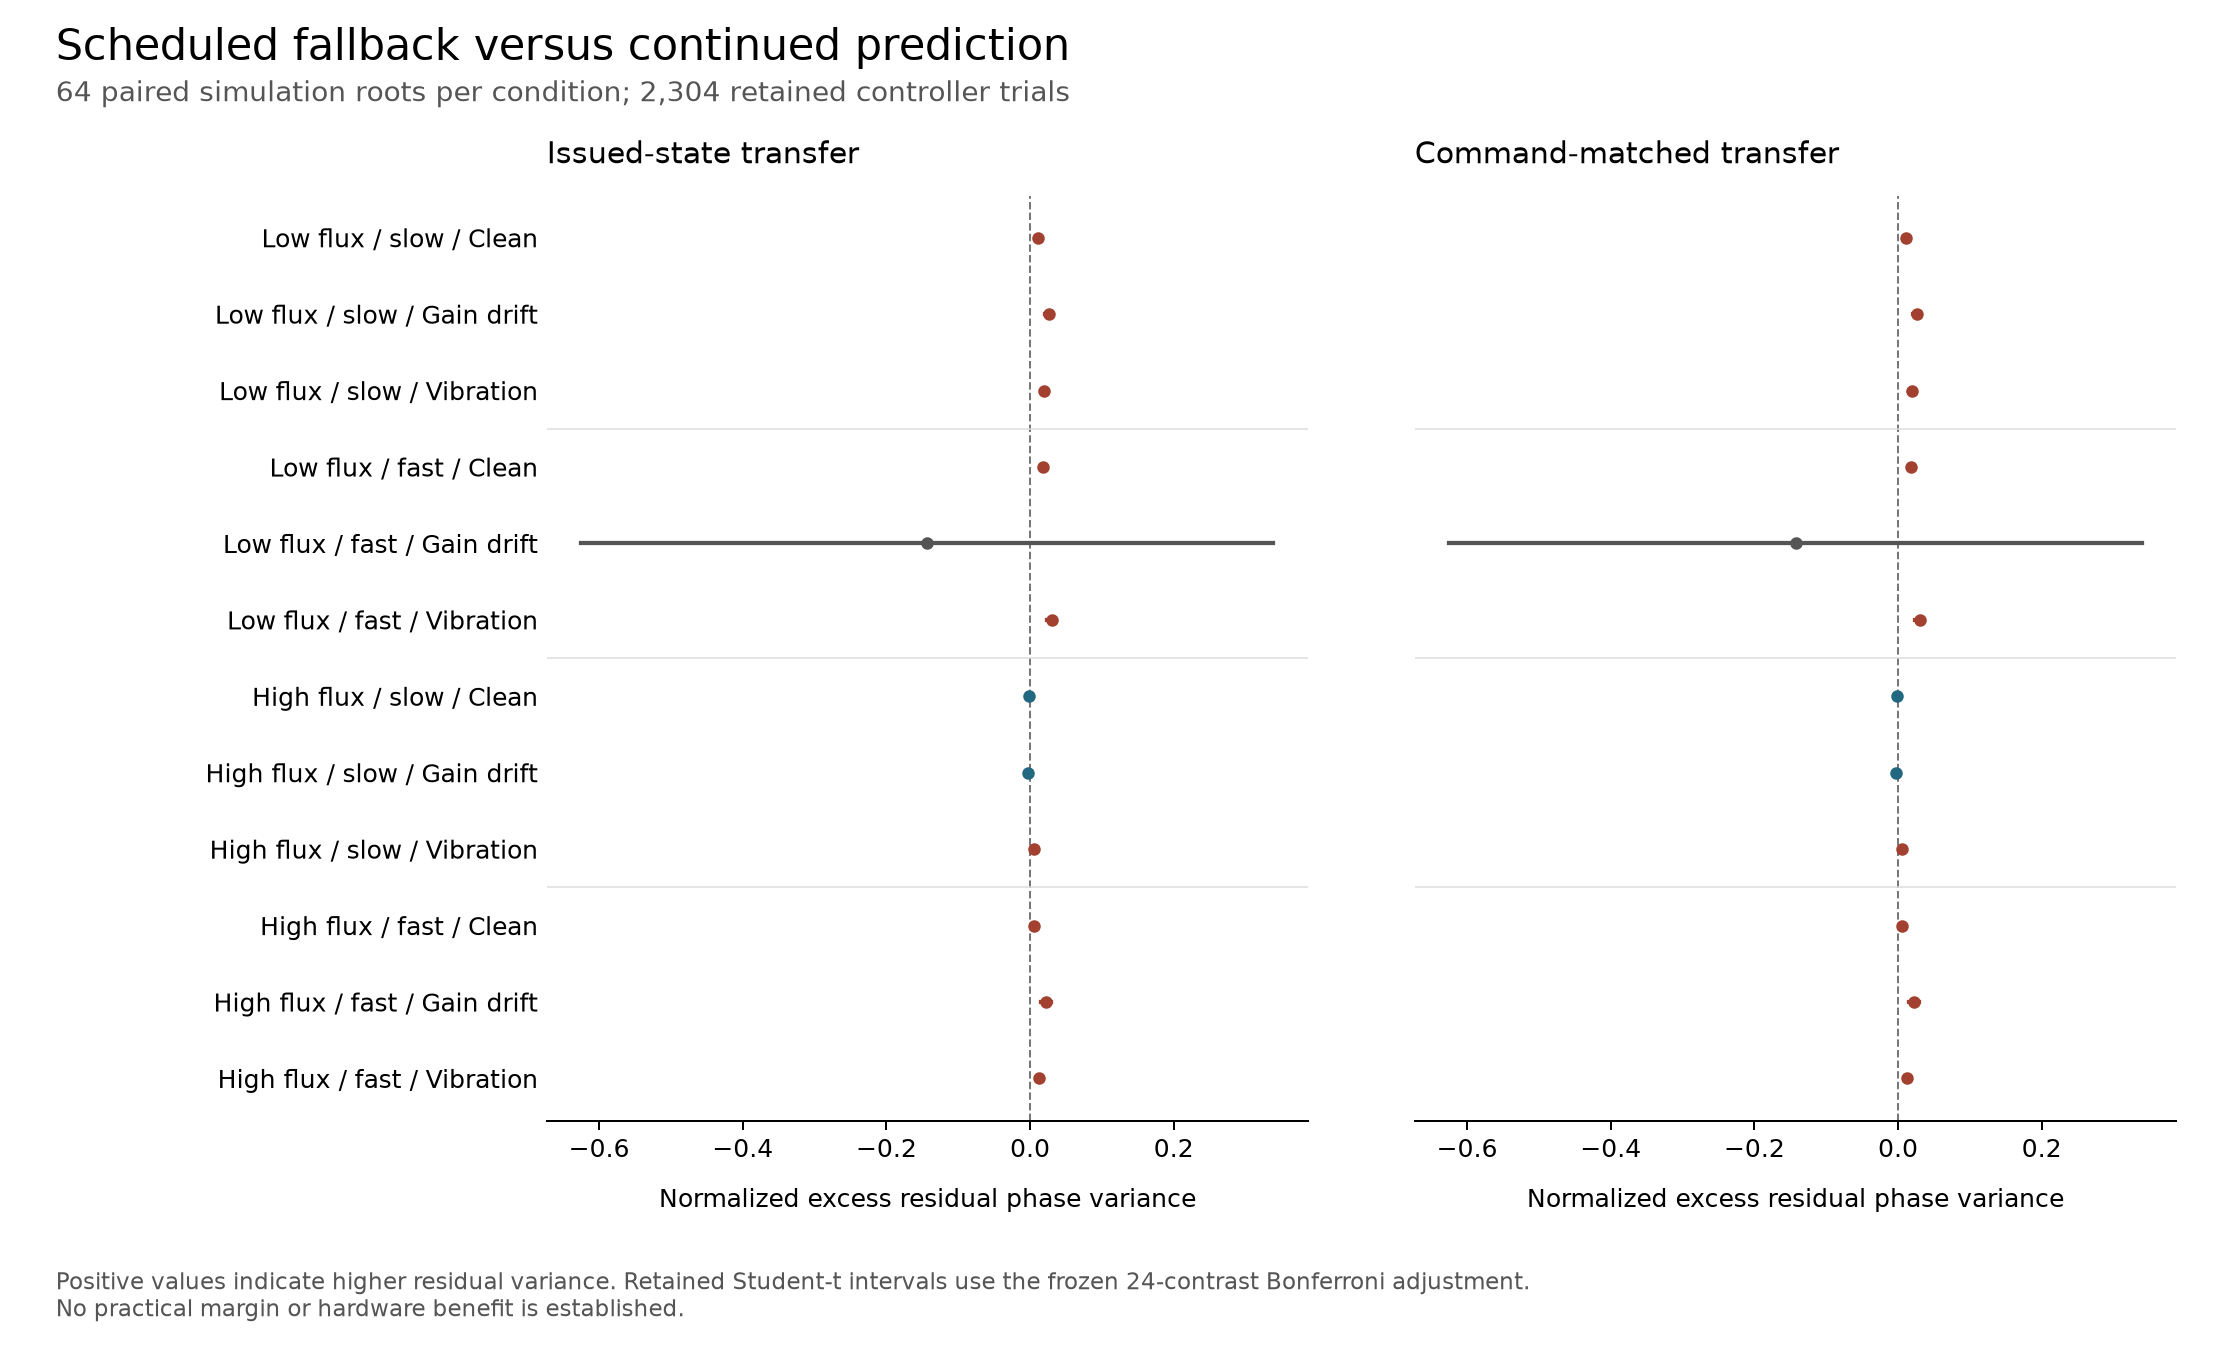 Scheduled fallback versus continued prediction
64 paired simulation roots per condition; 2,304 retained controller trials
Issued-state transfer
Command-matched transfer
Low flux / slow / Clean
Low flux / slow / Gain drift
Low flux / slow / Vibration
Low flux / fast / Clean
Low flux / fast / Gain drift
Low flux / fast / Vibration
High flux / slow / Clean
High flux / slow / Gain drift
High flux / slow / Vibration
High flux / fast / Clean
High flux / fast / Gain drift
High flux / fast / Vibration
−0.6 −0.4 −0.2 0.0 0.2
−0.6 −0.4 −0.2 0.0 0.2
Normalized excess residual phase variance
Normalized excess residual phase variance
Positive values indicate higher residual variance. Retained Student-t intervals use the frozen 24-contrast Bonferroni adjustment.
No practical margin or hardware benefit is established.